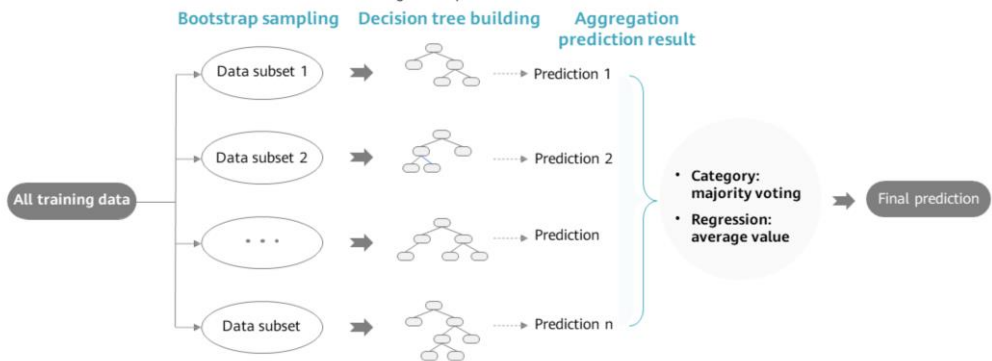 Bootstrap sampling
Decision tree building
Aggregation
prediction result
All training data
Data subset 1
Prediction 1
Data subset 2
Prediction 2
· · ·
Prediction
Data subset
Prediction n
• Category:
majority voting
• Regression:
average value
Final prediction